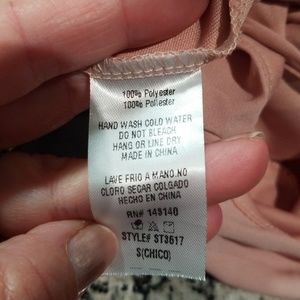 100% Polyester
100% Poliester
HAND WASH COLD WATER
DO NOT BLEACH
HANG OR LINE DRY
MADE IN CHINA
LAVE FRIO A MANO.NO
CLORO SECAR COLGADO
HECHO EN CHINA
RN# 149140
STYLE# ST3617
S(CHICO)